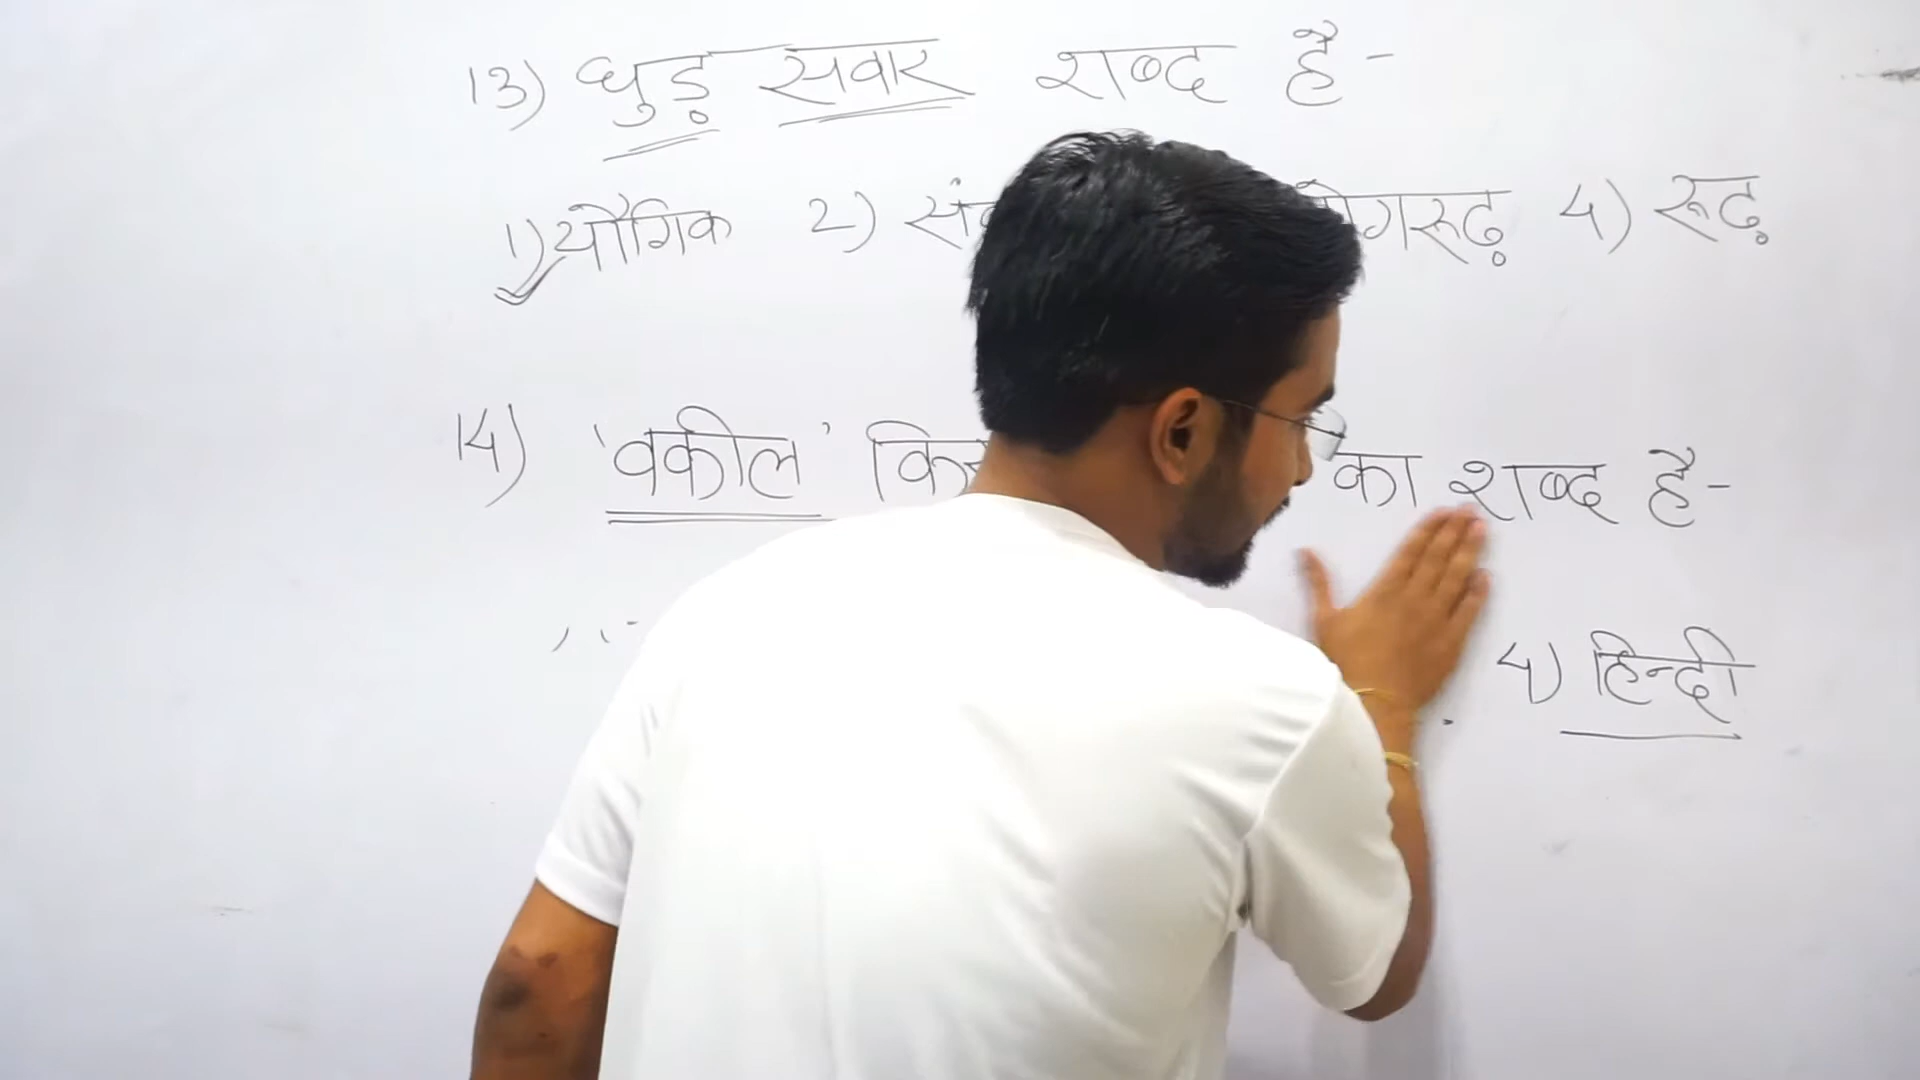 13) घुड़ सवार शब्द है-
1) यौगिक 2) 4) रूढ़
14) 'वकील' का शब्द है-
4) हिन्दी